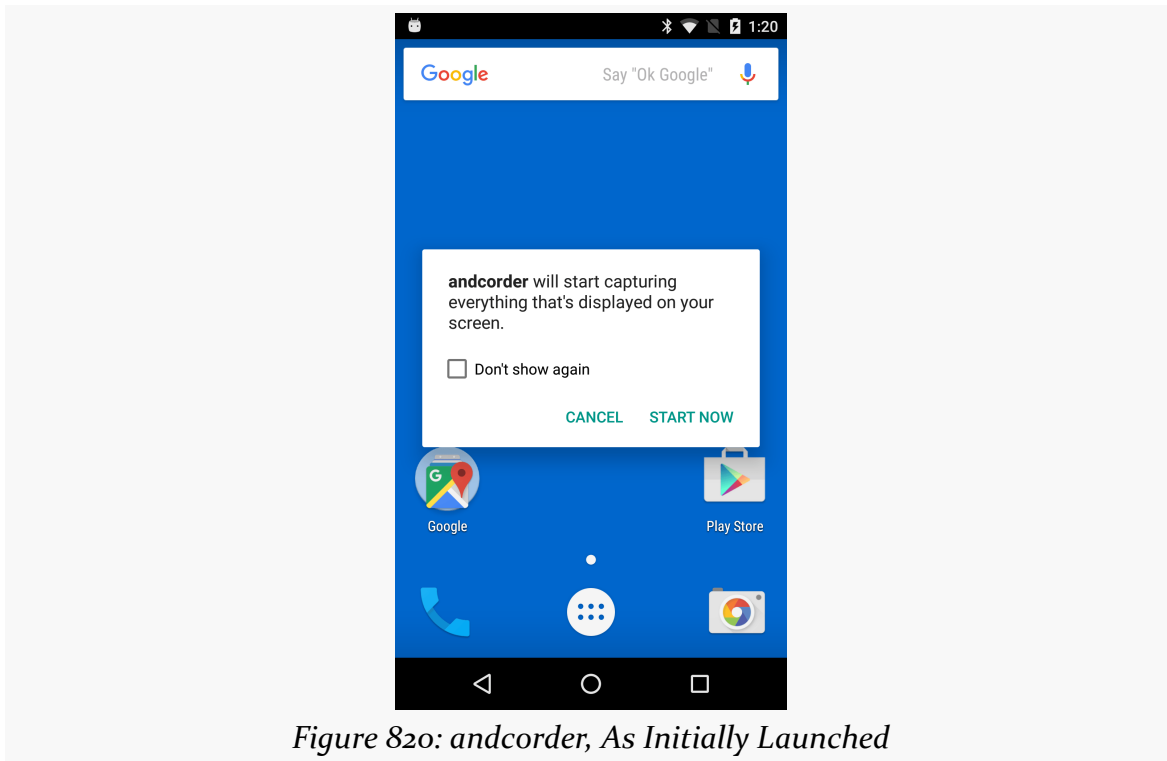 1:20
Google Say "Ok Google"
andcorder will start capturing
everything that's displayed on your
screen.
Don't show again
CANCEL START NOW
G
Google Play Store
Figure 820: andcorder, As Initially Launched